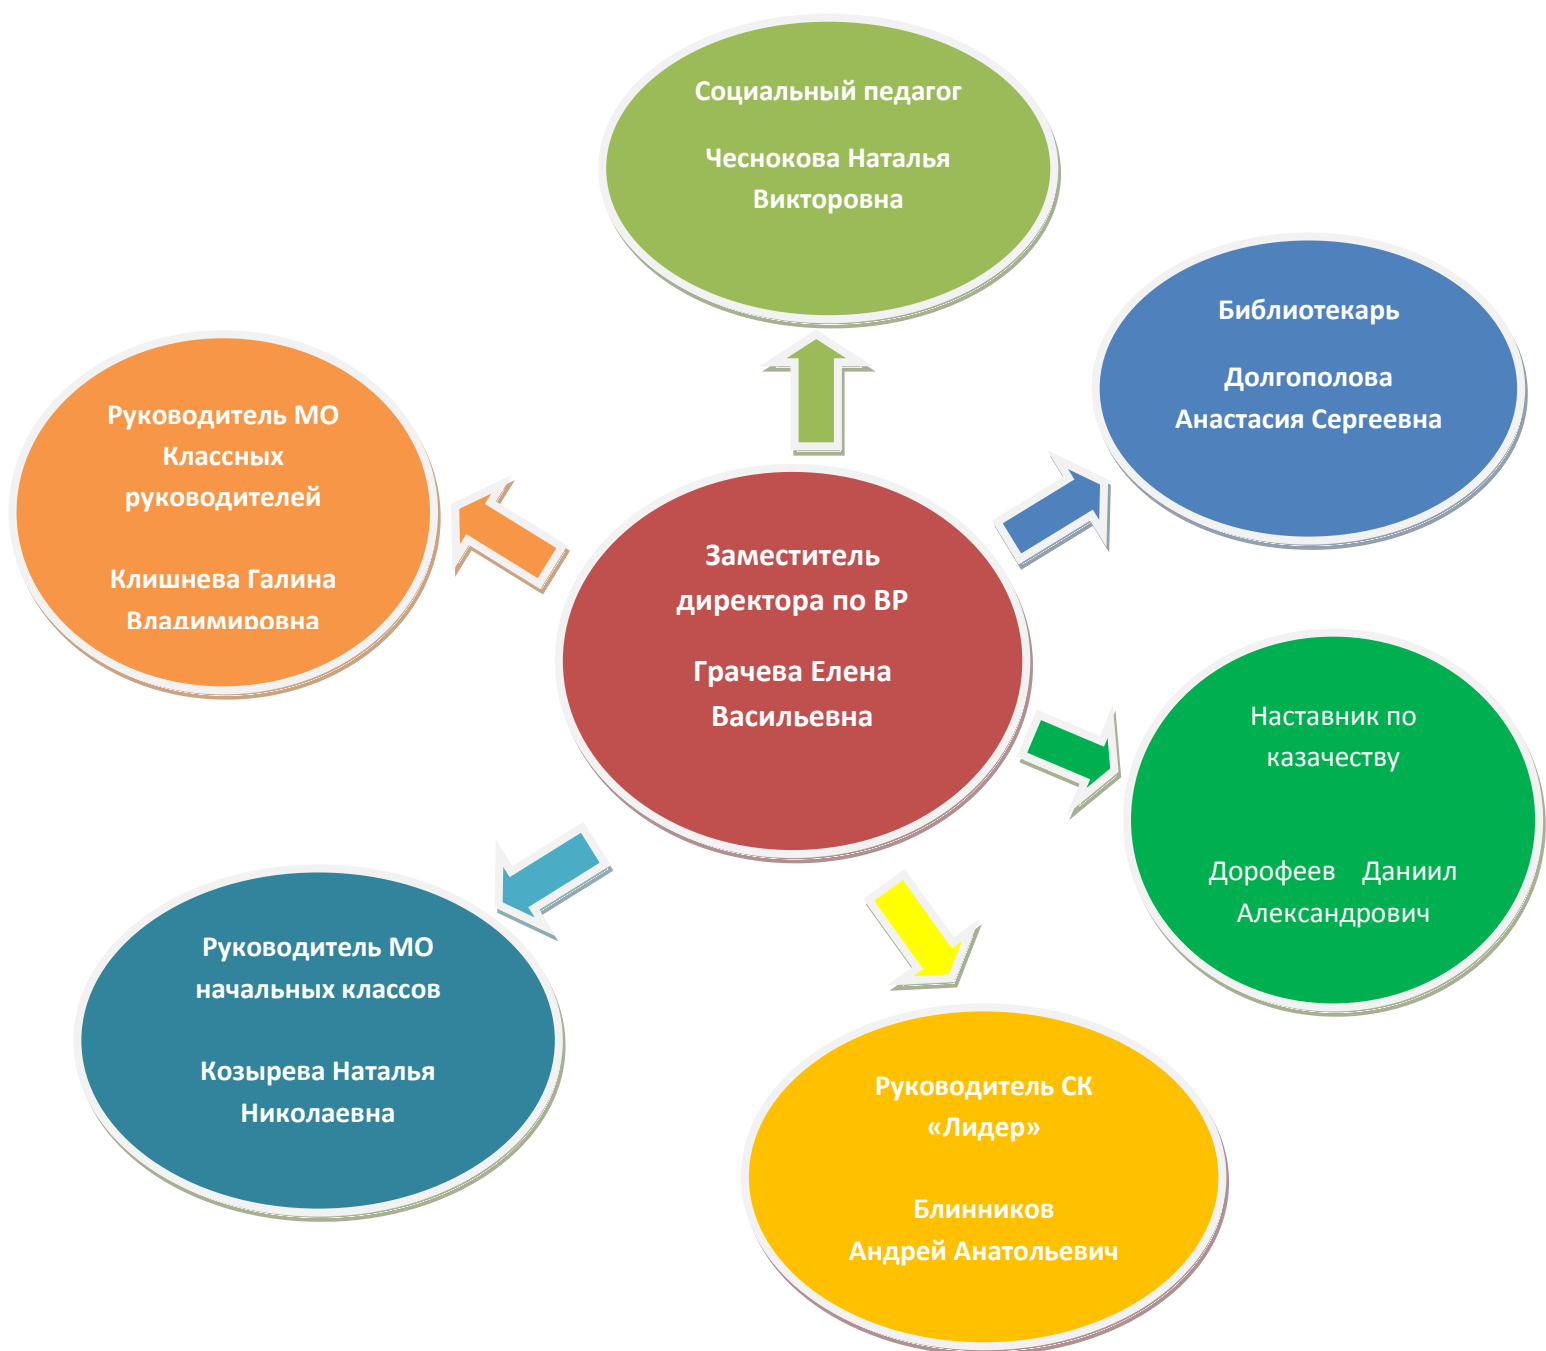 Социальный педагог
Чеснокова Наталья
Викторовна
Библиотекарь
Долгополова
Анастасия Сергеевна
Руководитель МО
Классных
руководителей
Клишнева Галина
Владимировна
Заместитель
директора по ВР
Грачева Елена
Васильевна
Наставник по
казачеству
Дорофеев Даниил
Александрович
Руководитель МО
начальных классов
Козырева Наталья
Николаевна
Руководитель СК
«Лидер»
Блинников
Андрей Анатольевич